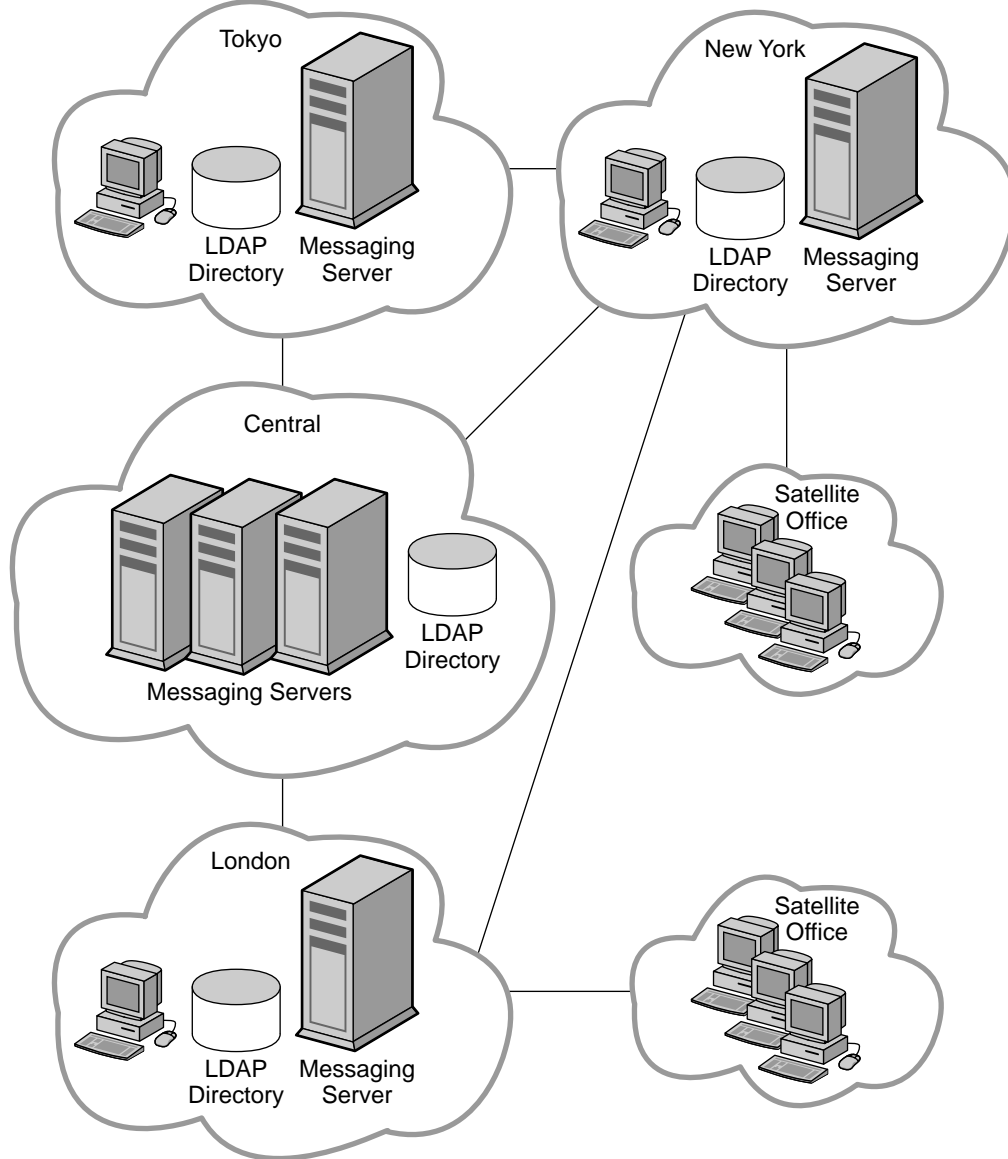 Tokyo
LDAP
Directory
Messaging
Server
New York
LDAP
Directory
Messaging
Server
Central
Messaging Servers
LDAP
Directory
Satellite
Office
London
LDAP
Directory
Messaging
Server
Satellite
Office